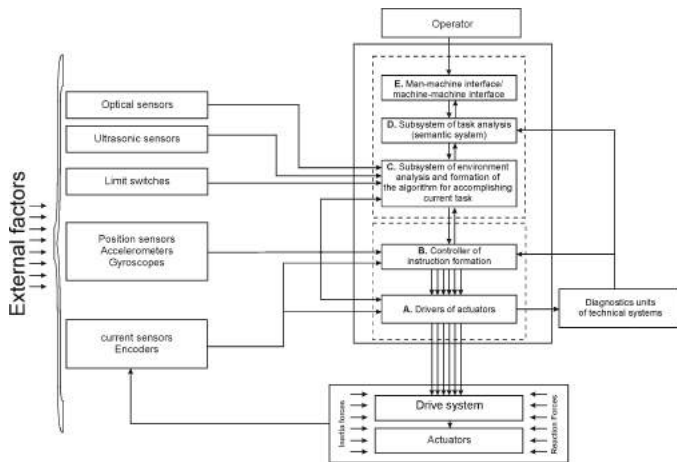 Operator
E. Man-machine interface/
machine-machine interface
Optical sensors
D. Subsystem of task analysis
(semantic system)
Ultrasonic sensors
C. Subsystem of environment
analysis and formation of
the algorithm for accomplishing
current task
Limit switches
External factors
Position sensors
Accelerometers
Gyroscopes
B. Controller of
instruction formation
A. Drivers of actuators
Diagnostics units
of technical systems
current sensors
Encoders
Inertia forces
Drive system
Actuators
Reaction Forces